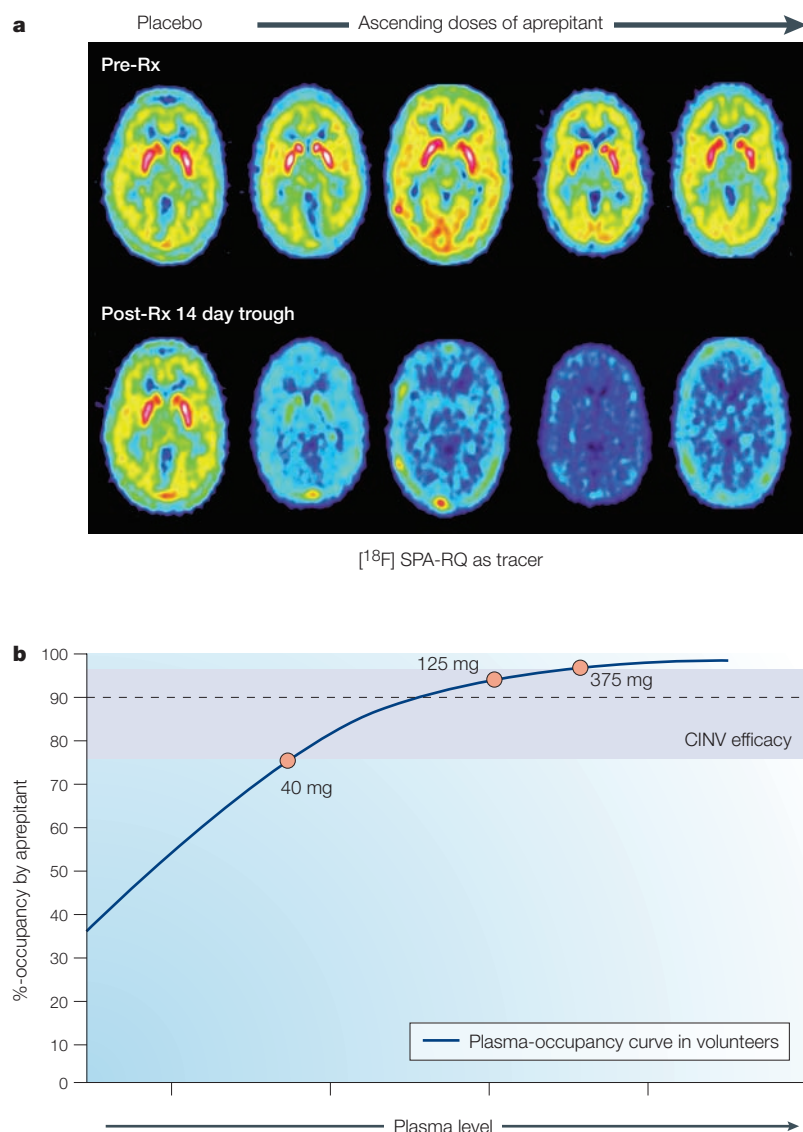 a
Placebo
Ascending doses of aprepitant
Pre-Rx
Post-Rx 14 day trough
[18F] SPA-RQ as tracer
b
%-occupancy by aprepitant
100
90
80
70
60
50
40
30
20
10
0
125 mg
375 mg
CINV efficacy
40 mg
Plasma-occupancy curve in volunteers
Plasma level